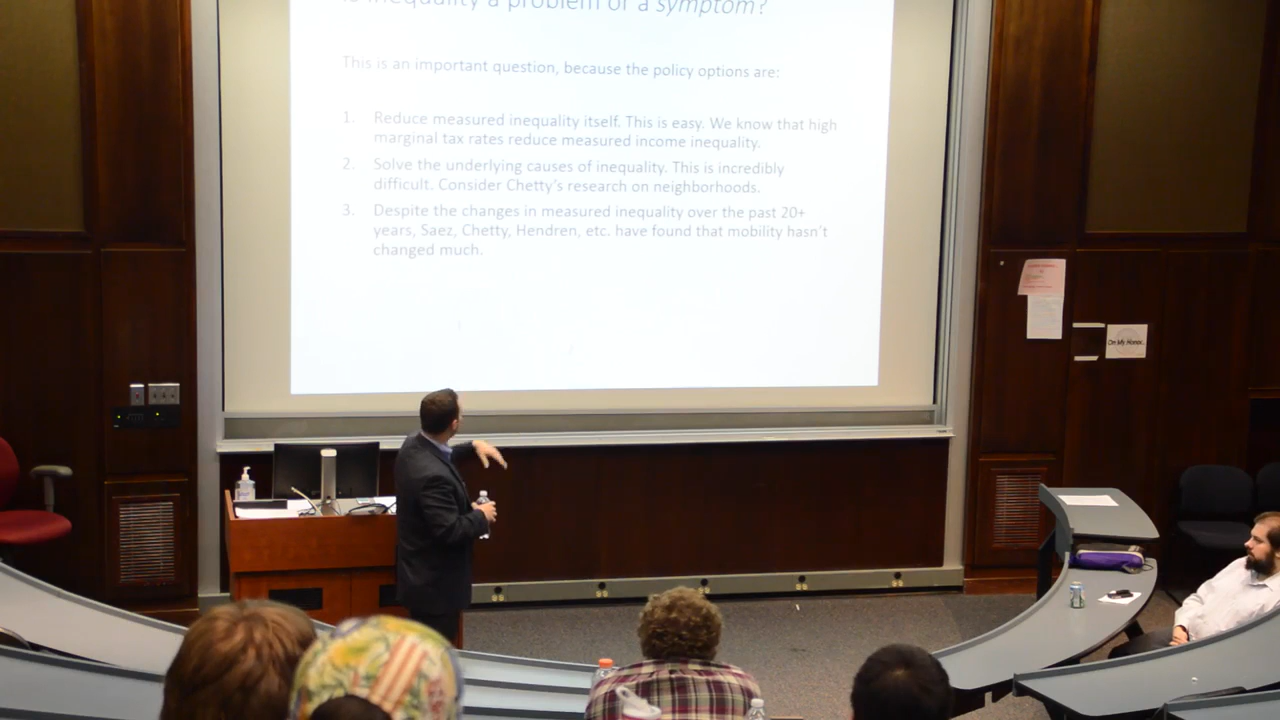 is inequality a problem or a symptom?
This is an important question, because the policy options are:
1. Reduce measured inequality itself. This is easy. We know that high
marginal tax rates reduce measured income inequality.
2. Solve the underlying causes of inequality. This is incredibly
difficult. Consider Chetty's research on neighborhoods.
3. Despite the changes in measured inequality over the past 20+
years, Saez, Chetty, Hendren, etc. have found that mobility hasn't
changed much.
On My Honor...